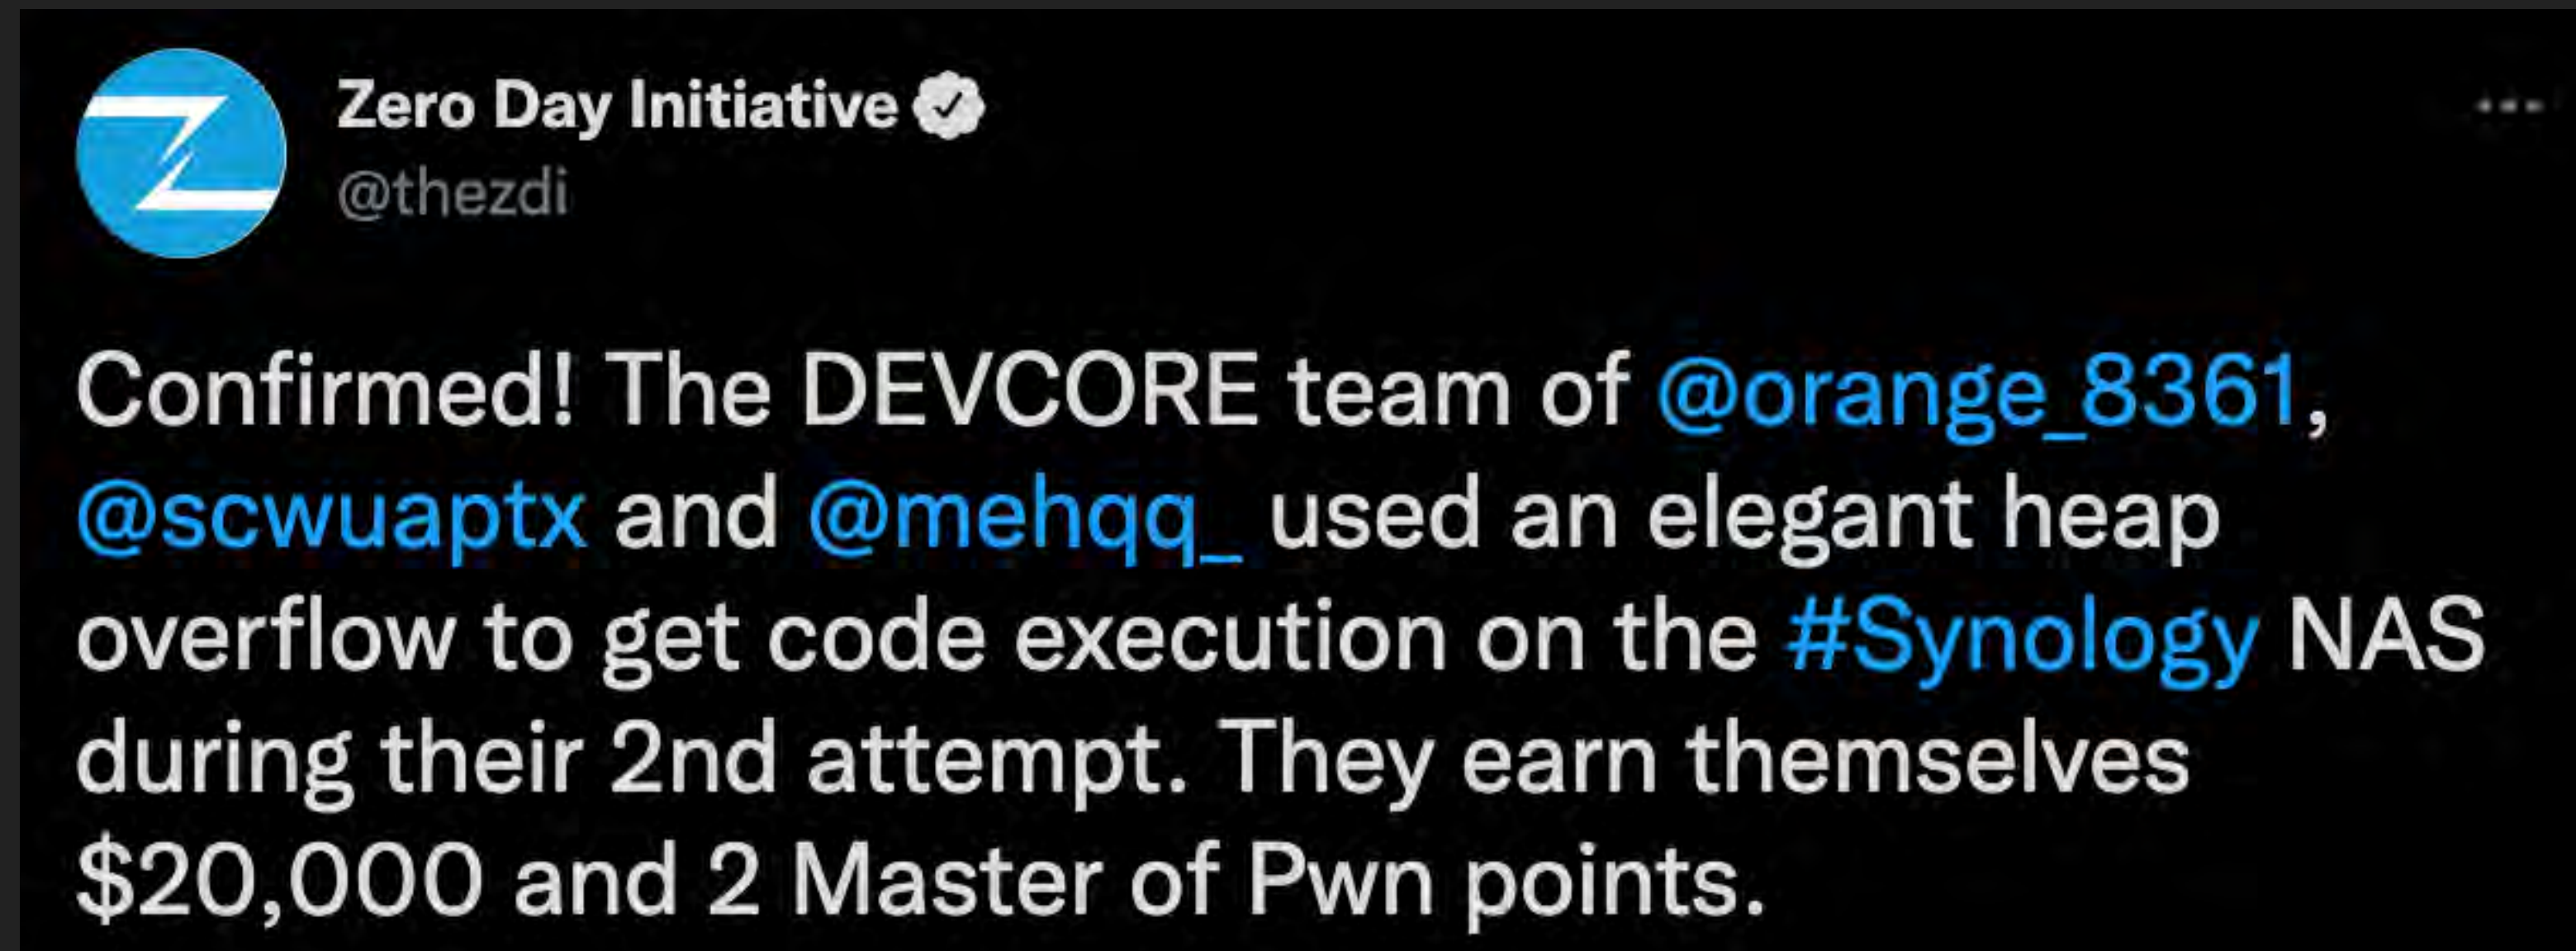 Zero Day Initiative
@thezdi
Confirmed! The DEVCORE team of @orange_8361,
@scwuaptx and @mehqq_ used an elegant heap
overflow to get code execution on the #Synology NAS
during their 2nd attempt. They earn themselves
$20,000 and 2 Master of Pwn points.